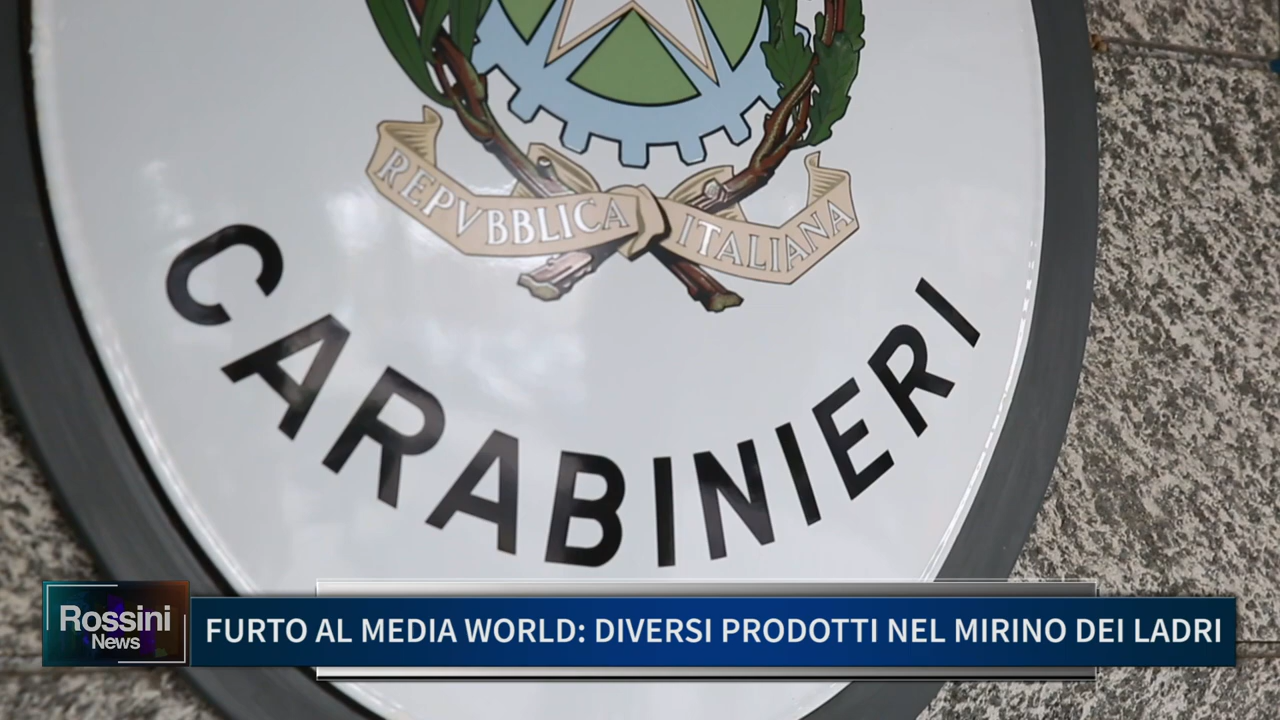 REPVBBLICA ITALIANA
CARABINIERI
Rossini
News
FURTO AL MEDIA WORLD: DIVERSI PRODOTTI NEL MIRINO DEI LADRI